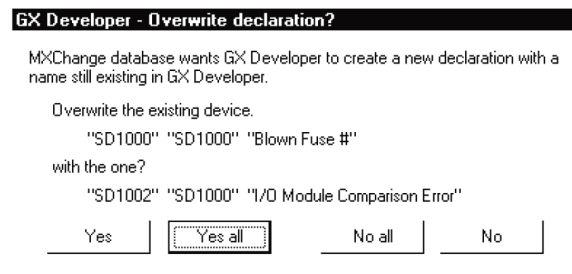 GX Developer - Overwrite declaration?
MXChange database wants GX Developer to create a new declaration with a
name still existing in GX Developer.
Overwrite the existing device.
"SD1000" "SD1000" "Blown Fuse #"
with the one?
"SD1002" "SD1000" "I/O Module Comparison Error"
Yes Yes all No all No